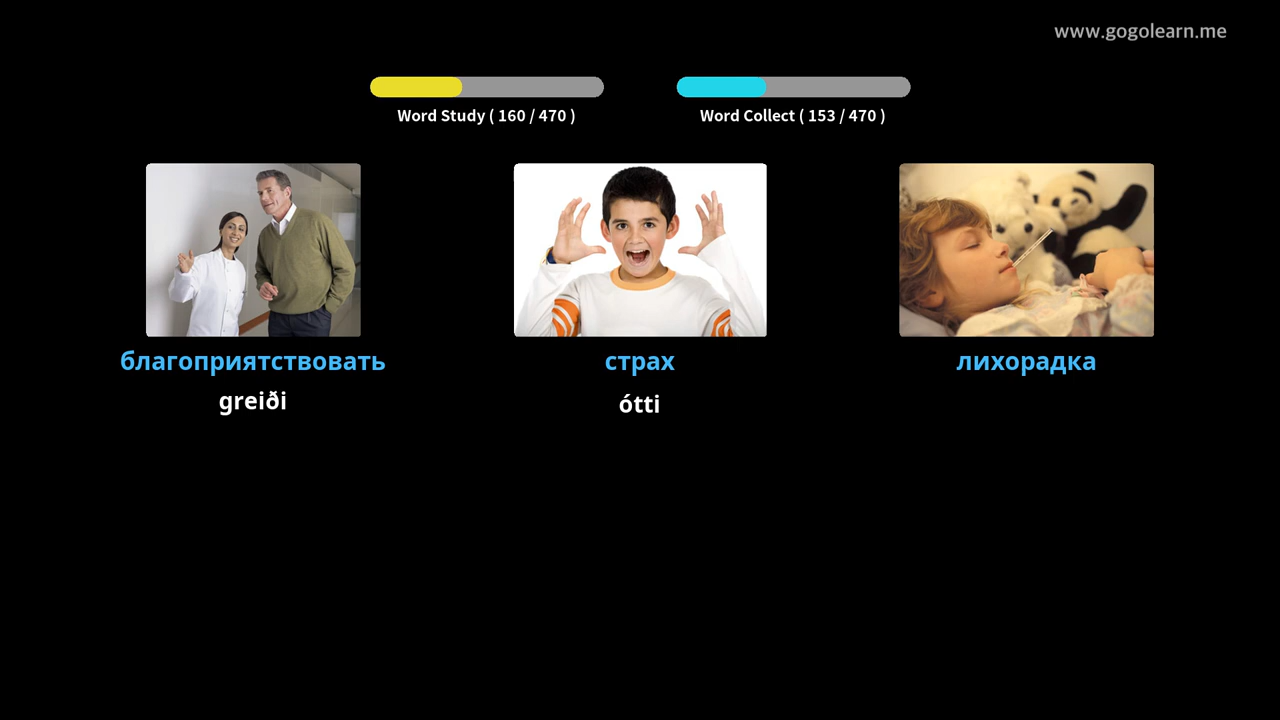 www.gogolearn.me
Word Study ( 160 / 470 )
Word Collect ( 153 / 470 )
благоприятствовать
страх
лихорадка
greiði
ótti